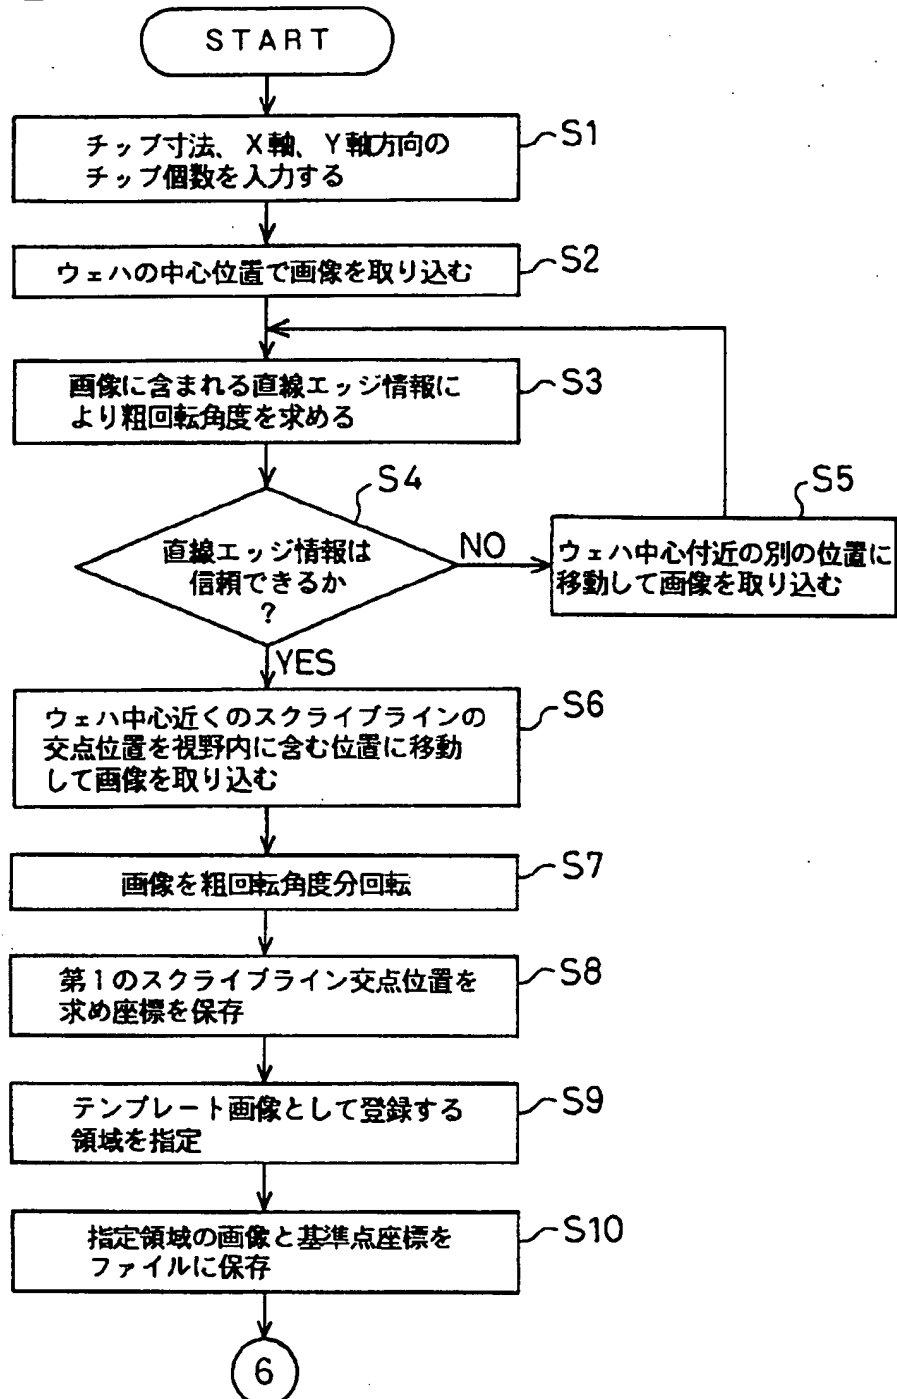 START
チップ寸法、X軸、Y軸方向の
チップ個数を入力する
S1
ウェハの中心位置で画像を取り込む
S2
画像に含まれる直線エッジ情報に
より粗回転角度を求める
S3
S4
直線エッジ情報は
信頼できるか
?
NO
S5
ウェハ中心付近の別の位置に
移動して画像を取り込む
YES
ウェハ中心近くのスクライブラインの
交点位置を視野内に含む位置に移動
して画像を取り込む
S6
画像を粗回転角度分回転
S7
第1のスクライブライン交点位置を
求め座標を保存
S8
テンプレート画像として登録する
領域を指定
S9
指定領域の画像と基準点座標を
ファイルに保存
S10
6